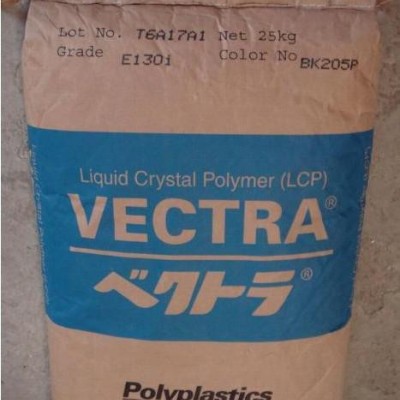 Lot No. T6A17A1 Net 25kg
Grade E130i Color No BK205P
Liquid Crystal Polymer (LCP)
VECTRA®
ベクトラ®
Polyplastics